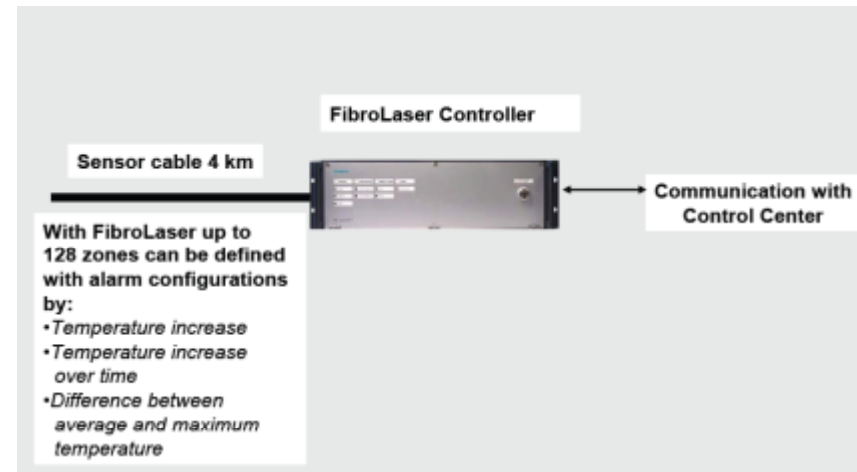 FibroLaser Controller
Sensor cable 4 km
Communication with
Control Center
With FibroLaser up to
128 zones can be defined
with alarm configurations
by:
•Temperature increase
•Temperature increase
over time
•Difference between
average and maximum
temperature